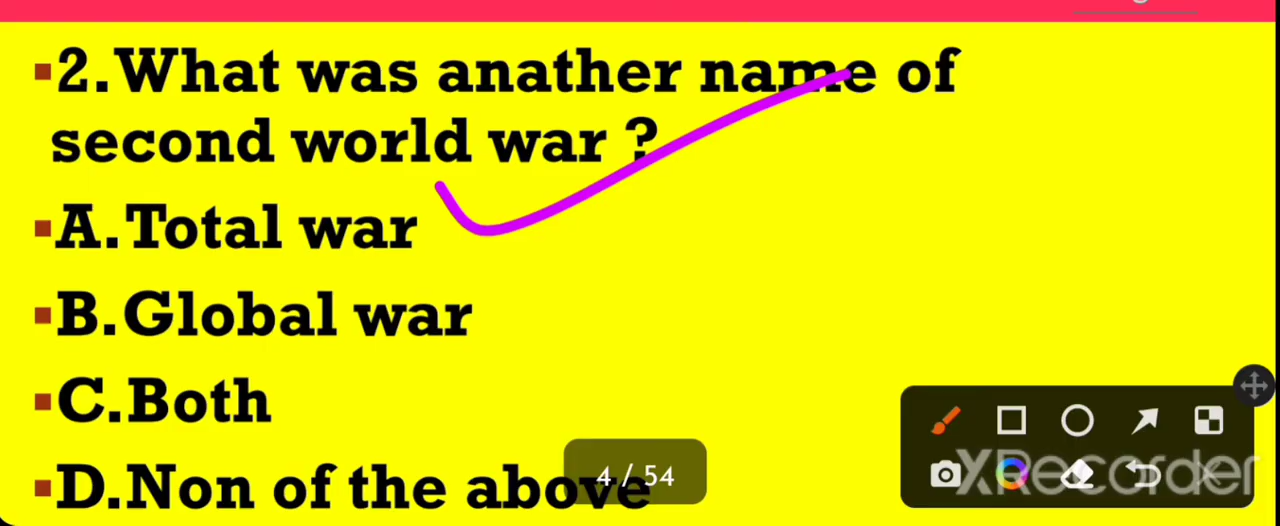 ▪2.What was anather name of
second world war ?
▪A.Total war
▪B.Global war
▪C.Both
▪D.Non of the above
4 / 54
XRecorder